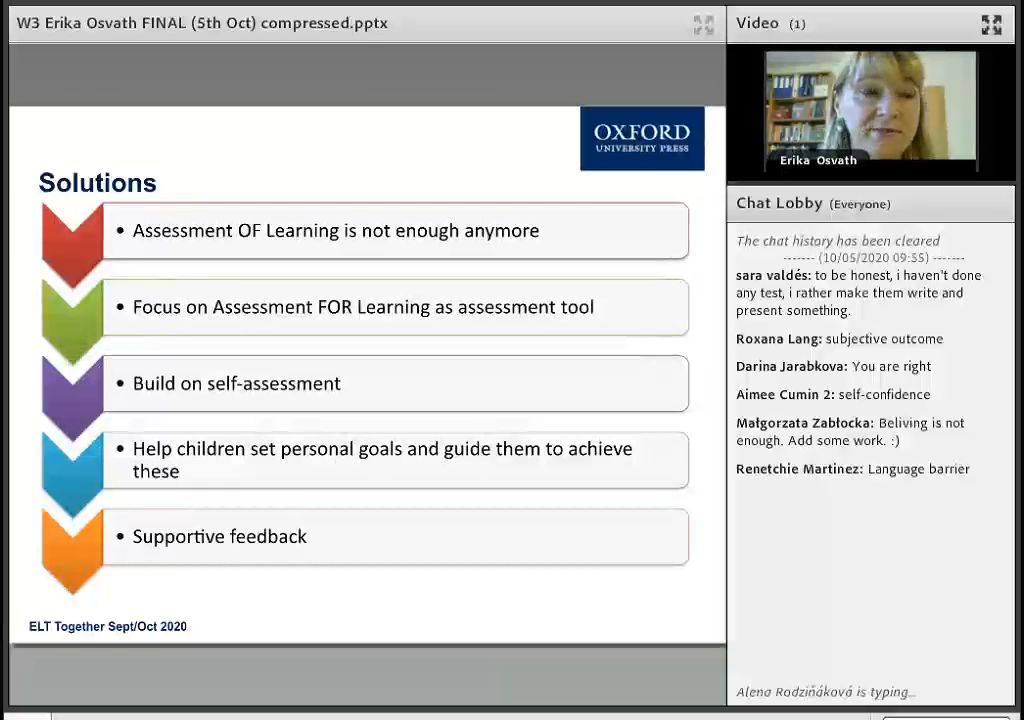 W3 Erika Osvath FINAL (5th Oct) compressed.pptx
OXFORD
UNIVERSITY PRESS
Solutions
• Assessment OF Learning is not enough anymore
• Focus on Assessment FOR Learning as assessment tool
• Build on self-assessment
• Help children set personal goals and guide them to achieve
these
• Supportive feedback
ELT Together Sept/Oct 2020
Video (1)
Erika Osvath
Chat Lobby (Everyone)
The chat history has been cleared
------- (10/05/2020 09:55) -------
sara valdés: to be honest, i haven't done
any test, i rather make them write and
present something.
Roxana Lang: subjective outcome
Darina Jarabkova: You are right
Aimee Cumin 2: self-confidence
Małgorzata Zabłocka: Beliving is not
enough. Add some work. :)
Renetchie Martinez: Language barrier
Alena Rodziňáková is typing...